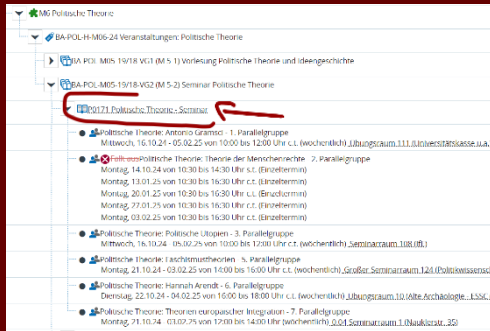 M6 Politische Theorie
BA-POL-H-M06-24 Veranstaltungen: Politische Theorie
BA-POL-M05-19/18-VG1 (M 5-1) Vorlesung Politische Theorie und Ideengeschichte
BA-POL-M05-19/18-VG2 (M 5-2) Seminar Politische Theorie
P0171 Politische Theorie - Seminar
Politische Theorie: Antonio Gramsci - 1. Parallelgruppe
Mittwoch, 16.10.24 - 05.02.25 von 10:00 bis 12:00 Uhr c.t. (wöchentlich) Übungsraum 111 (Universitätskasse u.a.
Fällt aus Politische Theorie: Theorie der Menschenrechte 2. Parallelgruppe
Montag, 14.10.24 von 10:30 bis 14:30 Uhr s.t. (Einzeltermin)
Montag, 13.01.25 von 10:30 bis 16:30 Uhr s.t. (Einzeltermin)
Montag, 20.01.25 von 10:30 bis 16:30 Uhr s.t. (Einzeltermin)
Montag, 27.01.25 von 10:30 bis 16:30 Uhr s.t. (Einzeltermin)
Montag, 03.02.25 von 10:30 bis 16:30 Uhr s.t. (Einzeltermin)
Politische Theorie: Politische Utopien - 3. Parallelgruppe
Mittwoch, 16.10.24 - 05.02.25 von 10:00 bis 12:00 Uhr c.t. (wöchentlich) Seminarraum 108 (IfI.)
Politische Theorie: Faschismustheorien 5. Parallelgruppe
Montag, 21.10.24 - 03.02.25 von 14:00 bis 16:00 Uhr c.t. (wöchentlich) Großer Seminarraum 124 (Politikwissensc
Politische Theorie: Hannah Arendt - 6. Parallelgruppe
Dienstag, 22.10.24 - 04.02.25 von 16:00 bis 18:00 Uhr c.t. (wöchentlich) Übungsraum 10 (Alte Archäologie - ESSC
Politische Theorie: Theorien europäischer Integration - 7. Parallelgruppe
Montag, 21.10.24 - 03.02.25 von 12:00 bis 14:00 Uhr (wöchentlich) 0.04 Seminarraum 1 (Nauklerstr. 35)